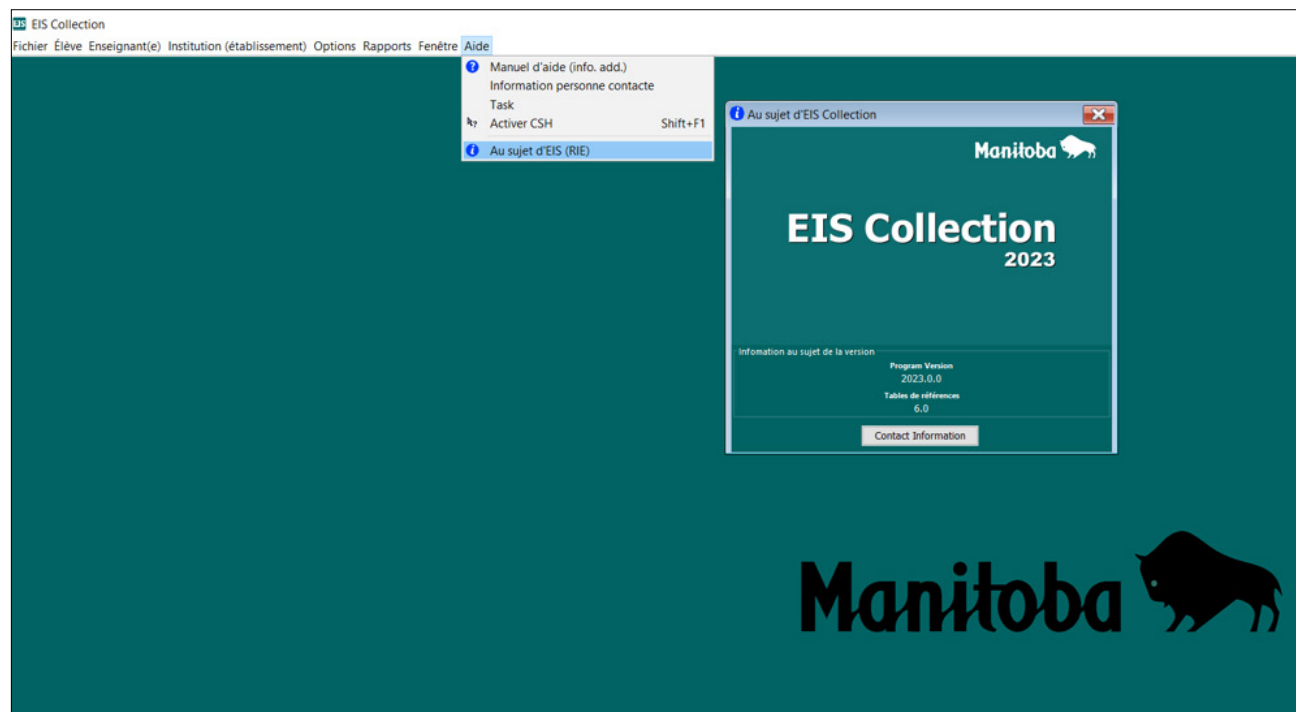 EIS EIS Collection
Fichier Élève Enseignant(e) Institution (établissement) Options Rapports Fenêtre Aide
Manuel d'aide (info. add.)
Information personne contacte
Task
Activer CSH Shift+F1
Au sujet d'EIS (RIE)
Au sujet d'EIS Collection
Manitoba
EIS Collection
2023
Infomation au sujet de la version
Program Version
2023.0.0
Tables de références
6.0
Contact Information
Manitoba